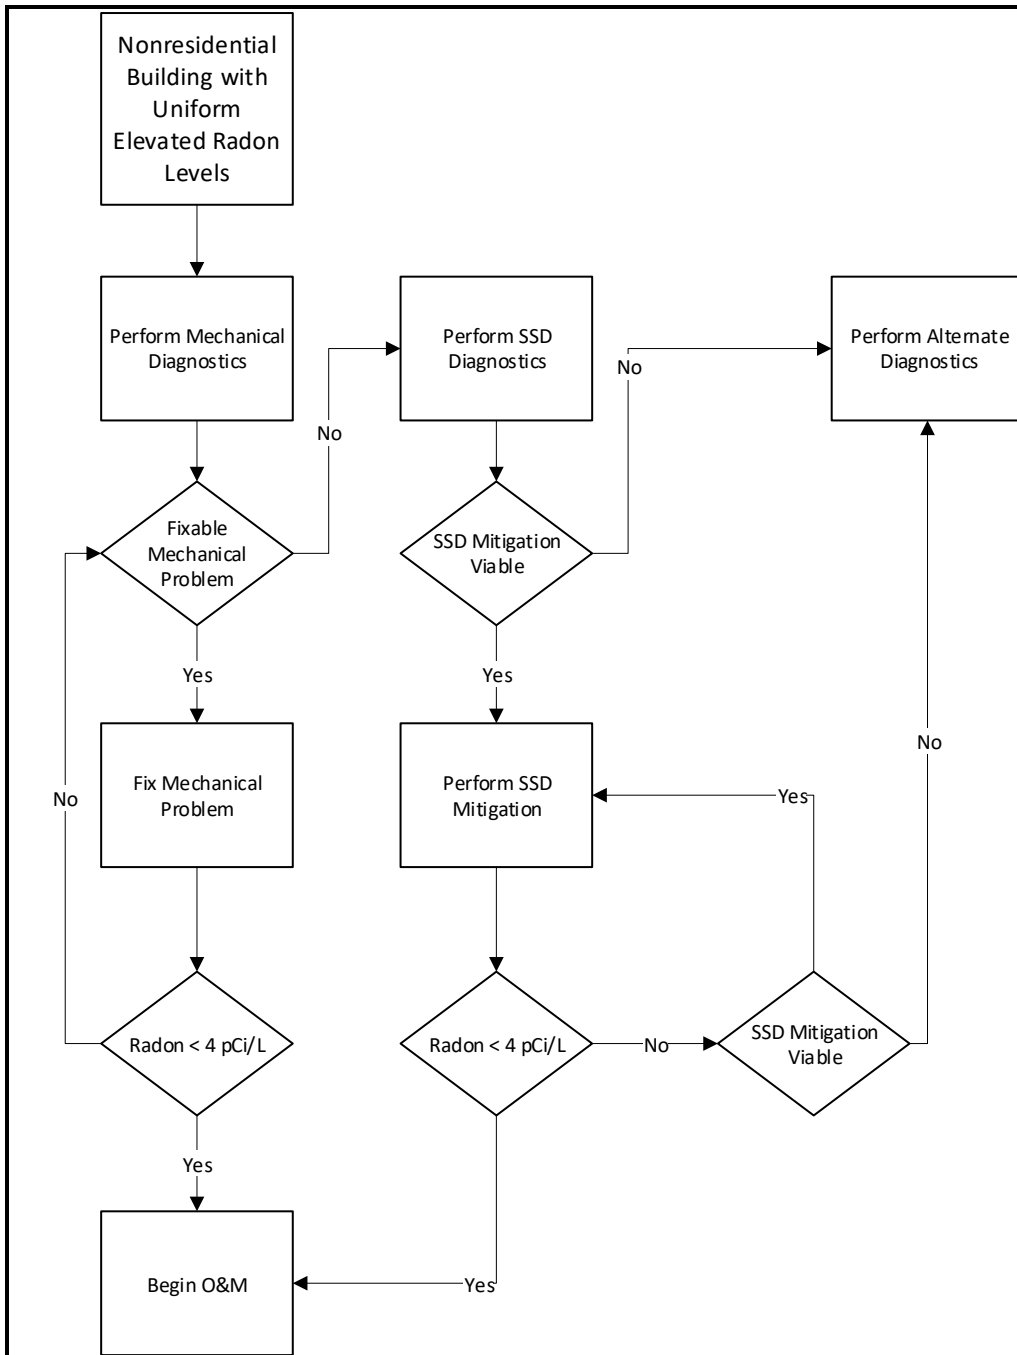 Nonresidential
Building with
Uniform
Elevated Radon
Levels
Perform Mechanical
Diagnostics
Perform SSD
Diagnostics
Perform Alternate
Diagnostics
No
No
Fixable
Mechanical
Problem
SSD Mitigation
Viable
Yes
Yes
No
Fix Mechanical
Problem
Perform SSD
Mitigation
Yes
No
Radon < 4 pCi/L
Radon < 4 pCi/L
No
SSD Mitigation
Viable
Yes
Begin O&M
Yes